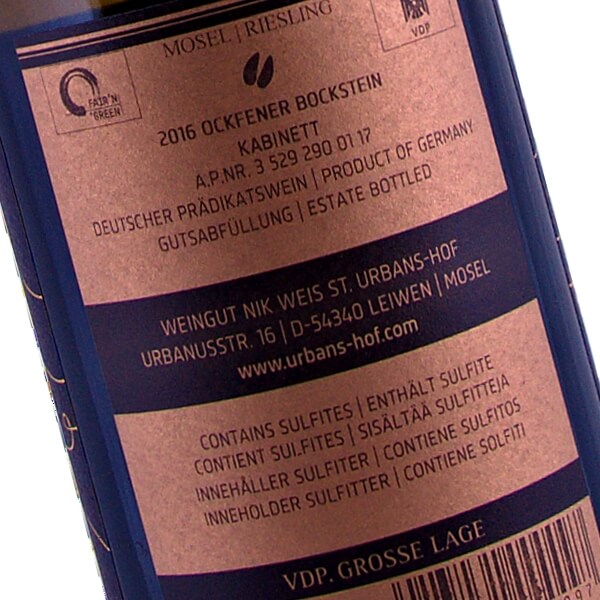 MOSEL | RIESLING
VDP
FAIR'N
GREEN
2016 OCKFENER BOCKSTEIN
KABINETT
A.P.NR. 3 529 290 01 17
DEUTSCHER PRÄDIKATSWEIN | PRODUCT OF GERMANY
GUTSABFÜLLUNG | ESTATE BOTTLED
WEINGUT NIK WEIS ST. URBANS-HOF
URBANUSSTR. 16 | D-54340 LEIWEN | MOSEL
www.urbans-hof.com
CONTAINS SULFITES | ENTHÄLT SULFITE
CONTIENT SULFITES | SISÄLTÄÄ SULFITTEJA
INNEHÅLLER SULFITER | CONTIENE SULFITOS
INNEHOLDER SULFITTER | CONTIENE SOLFITI
VDP. GROSSE LAGE